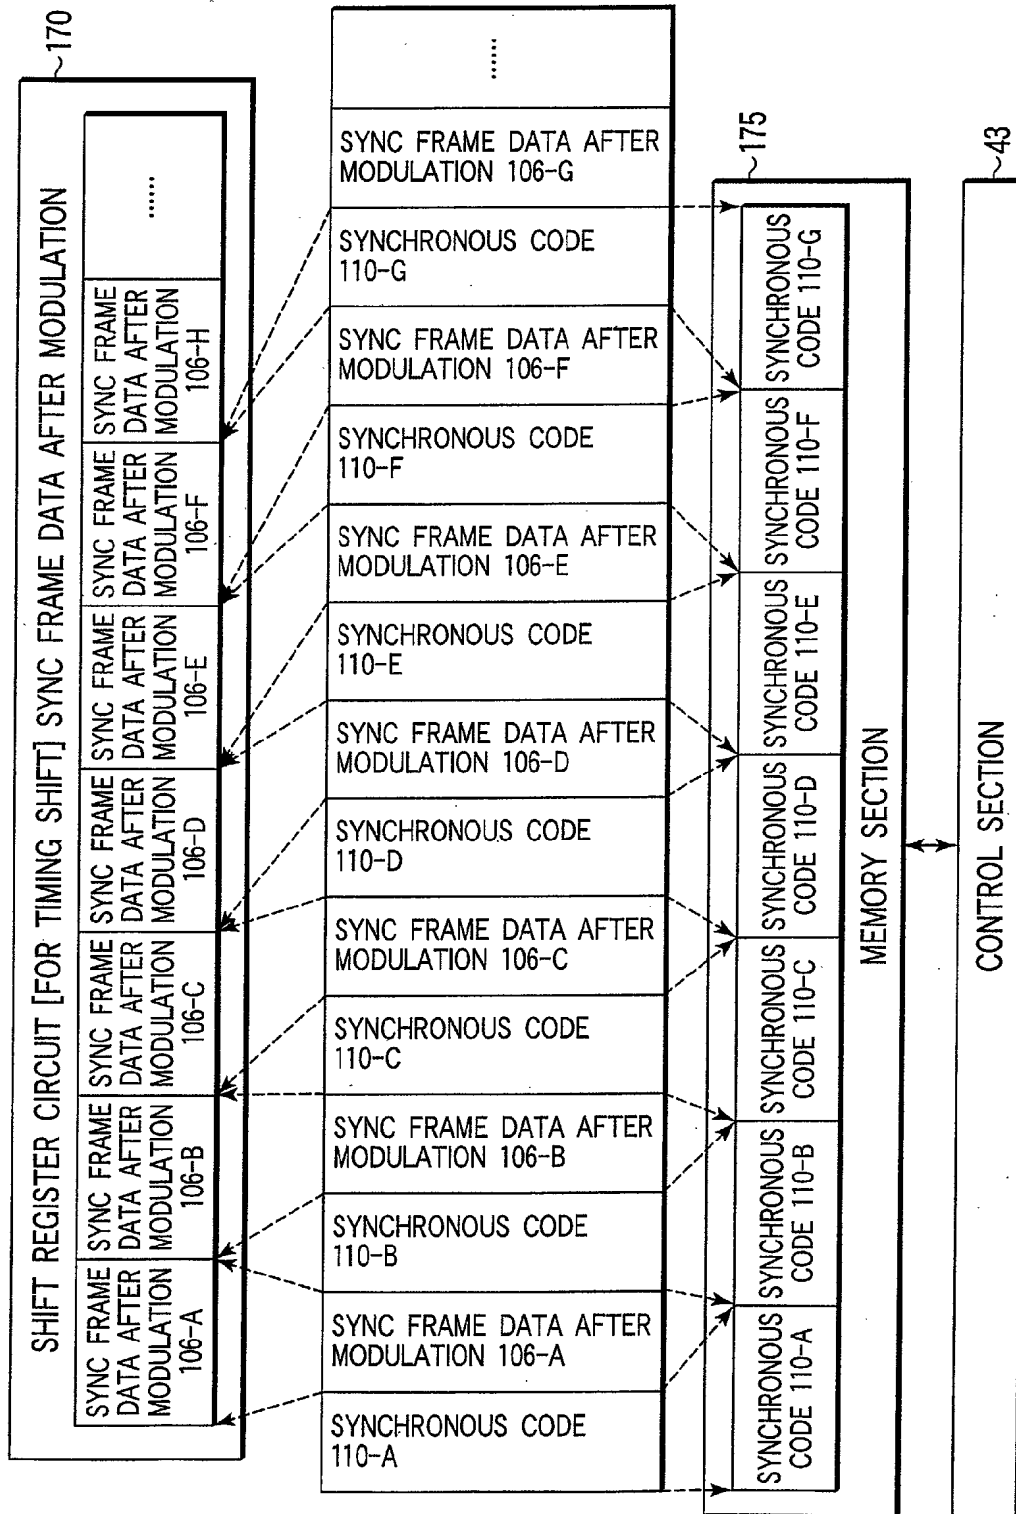 SHIFT REGISTER CIRCUIT [FOR TIMING SHIFT] SYNC FRAME DATA AFTER MODULATION
170
SYNC FRAME
DATA AFTER
MODULATION
106-A
SYNC FRAME
DATA AFTER
MODULATION
106-B
SYNC FRAME
DATA AFTER
MODULATION
106-C
SYNC FRAME
DATA AFTER
MODULATION
106-D
SYNC FRAME
DATA AFTER
MODULATION
106-E
SYNC FRAME
DATA AFTER
MODULATION
106-F
SYNC FRAME
DATA AFTER
MODULATION
106-H
......
......
SYNC FRAME DATA AFTER
MODULATION 106-G
SYNCHRONOUS CODE
110-G
SYNC FRAME DATA AFTER
MODULATION 106-F
SYNCHRONOUS CODE
110-F
SYNC FRAME DATA AFTER
MODULATION 106-E
SYNCHRONOUS CODE
110-E
SYNC FRAME DATA AFTER
MODULATION 106-D
SYNCHRONOUS CODE
110-D
SYNC FRAME DATA AFTER
MODULATION 106-C
SYNCHRONOUS CODE
110-C
SYNC FRAME DATA AFTER
MODULATION 106-B
SYNCHRONOUS CODE
110-B
SYNC FRAME DATA AFTER
MODULATION 106-A
SYNCHRONOUS CODE
110-A
175
SYNCHRONOUS
CODE 110-A
SYNCHRONOUS
CODE 110-B
SYNCHRONOUS
CODE 110-C
SYNCHRONOUS
CODE 110-D
SYNCHRONOUS
CODE 110-E
SYNCHRONOUS
CODE 110-F
SYNCHRONOUS
CODE 110-G
MEMORY SECTION
43
CONTROL SECTION